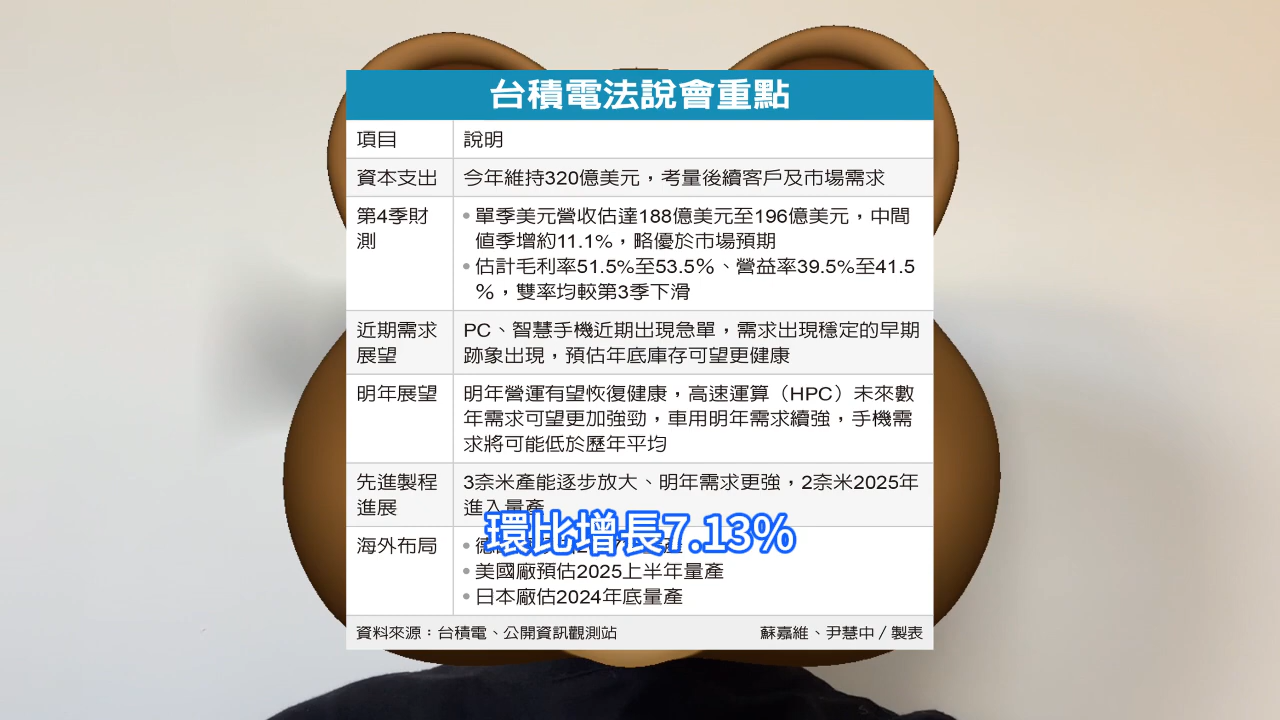 台積電法說會重點
項目 說明
資本支出 今年維持320億美元，考量後續客戶及市場需求
第4季財測 • 單季美元營收估達188億美元至196億美元，中間
值季增約11.1%，略優於市場預期
• 估計毛利率51.5%至53.5%、營益率39.5%至41.5
%，雙率均較第3季下滑
近期需求展望 PC、智慧手機近期出現急單，需求出現穩定的早期
跡象出現，預估年底庫存可望更健康
明年展望 明年營運有望恢復健康，高速運算（HPC）未來數
年需求可望更加強勁，車用明年需求續強，手機需
求將可能低於歷年平均
先進製程進展 3奈米產能逐步放大、明年需求更強，2奈米2025年
進入量產
環比增長7.13%
海外布局 • 德
• 美國廠預估2025上半年量產
• 日本廠估2024年底量產
資料來源：台積電、公開資訊觀測站 蘇嘉維、尹慧中／製表